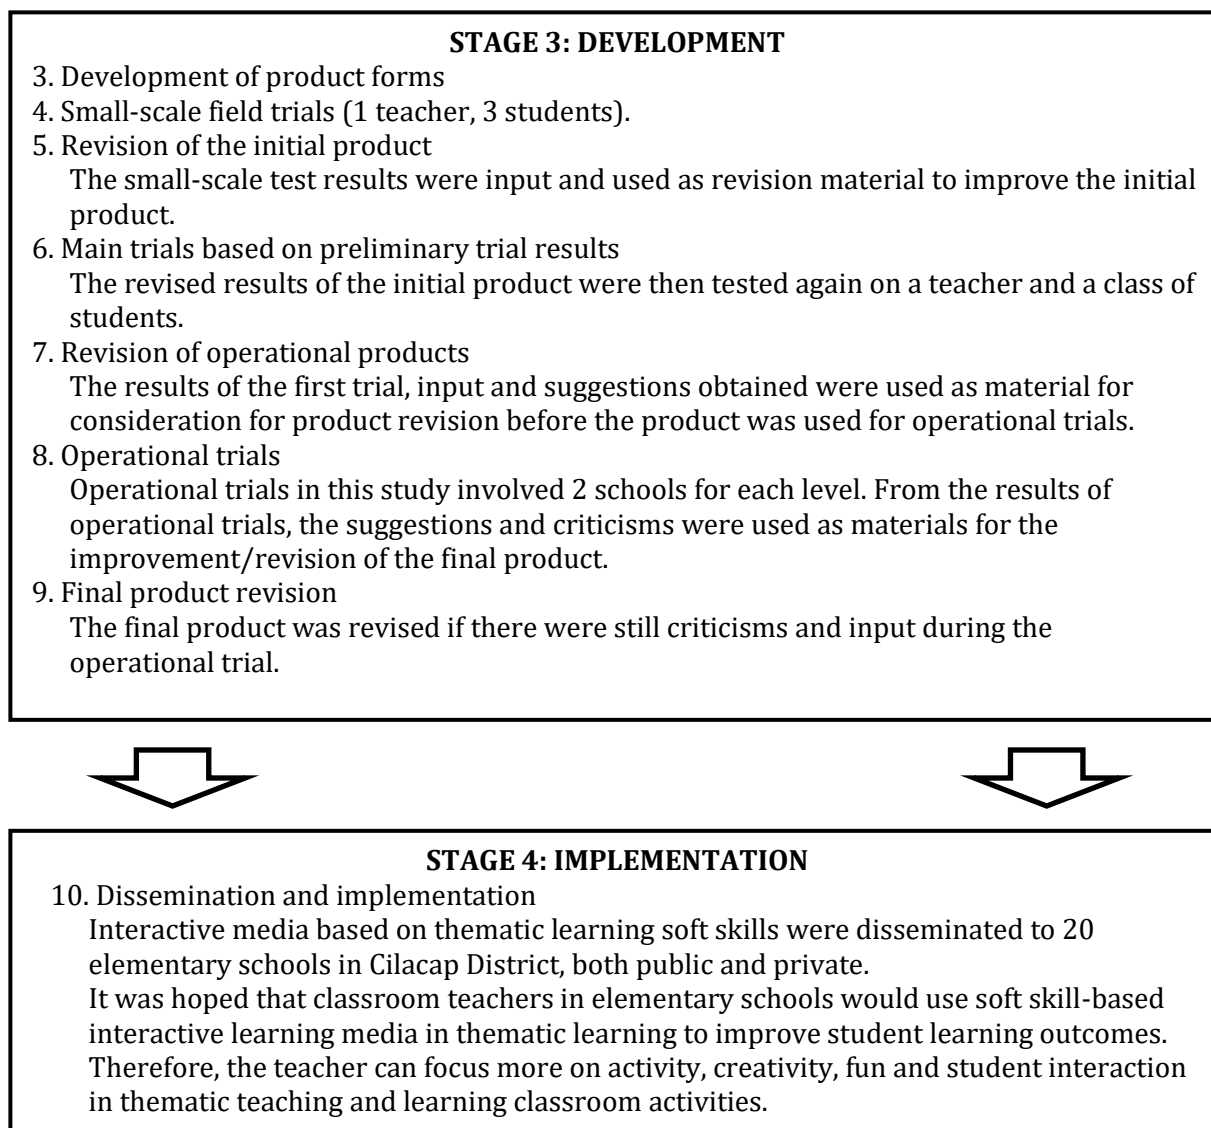 STAGE 3: DEVELOPMENT
3. Development of product forms
4. Small-scale field trials (1 teacher, 3 students).
5. Revision of the initial product
The small-scale test results were input and used as revision material to improve the initial
product.
6. Main trials based on preliminary trial results
The revised results of the initial product were then tested again on a teacher and a class of
students.
7. Revision of operational products
The results of the first trial, input and suggestions obtained were used as material for
consideration for product revision before the product was used for operational trials.
8. Operational trials
Operational trials in this study involved 2 schools for each level. From the results of
operational trials, the suggestions and criticisms were used as materials for the
improvement/revision of the final product.
9. Final product revision
The final product was revised if there were still criticisms and input during the
operational trial.
STAGE 4: IMPLEMENTATION
10. Dissemination and implementation
Interactive media based on thematic learning soft skills were disseminated to 20
elementary schools in Cilacap District, both public and private.
It was hoped that classroom teachers in elementary schools would use soft skill-based
interactive learning media in thematic learning to improve student learning outcomes.
Therefore, the teacher can focus more on activity, creativity, fun and student interaction
in thematic teaching and learning classroom activities.